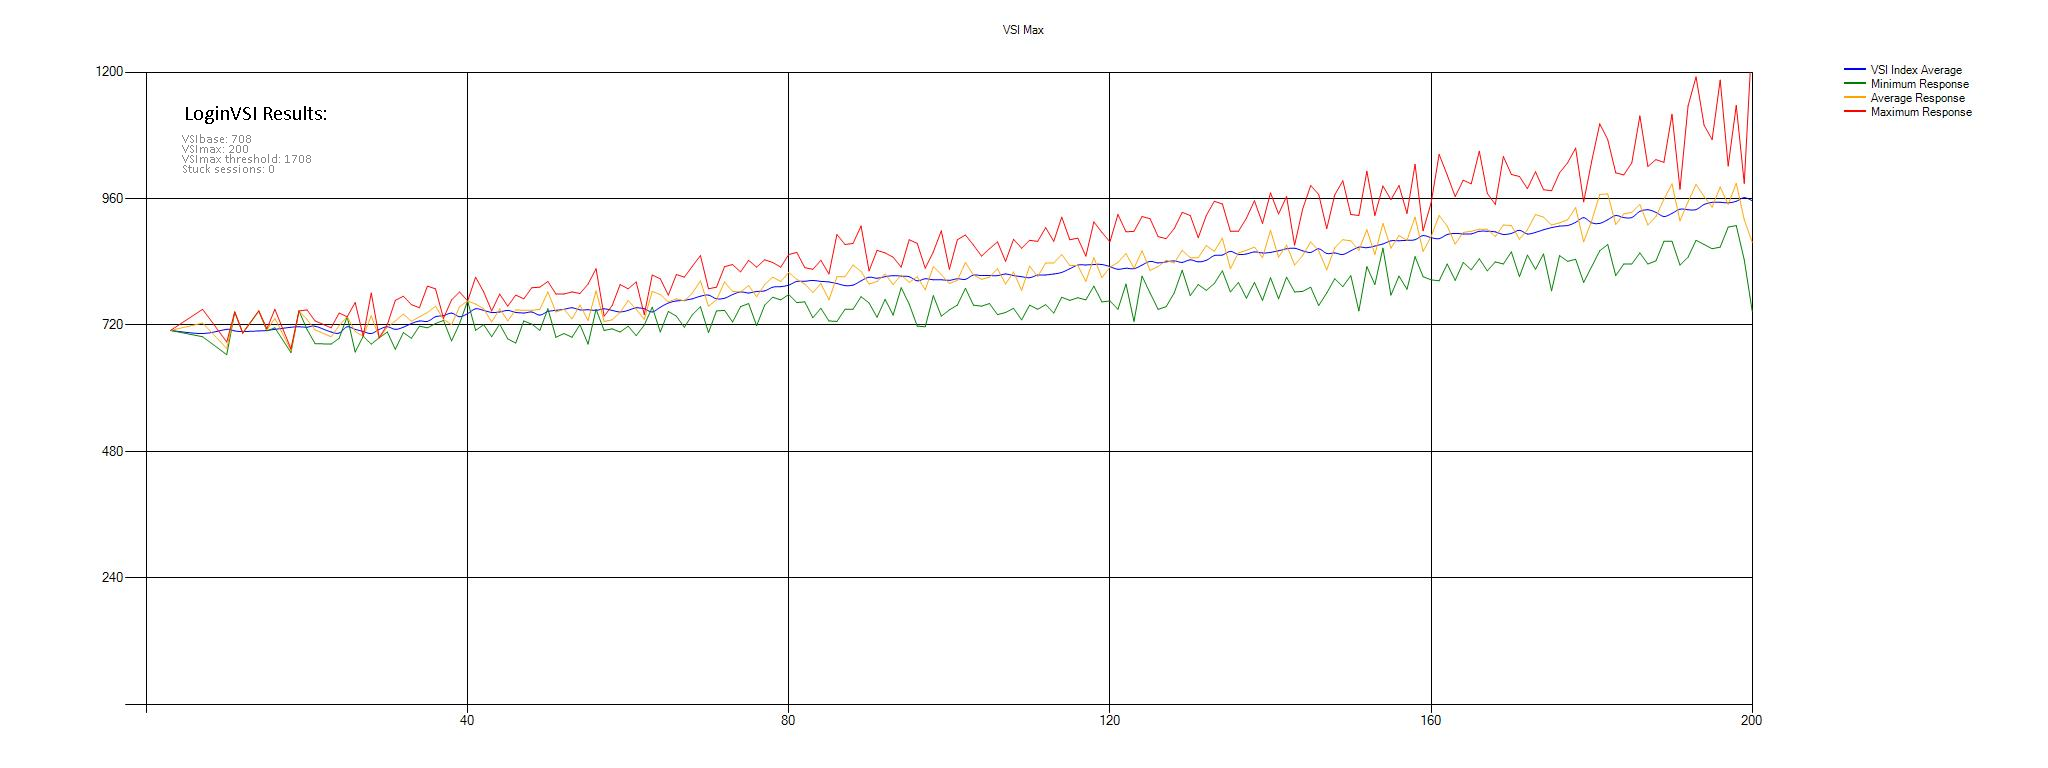 VSI Max
1200
960
720
480
240
40
80
120
160
200
LoginVSI Results:
VSIbase: 708
VSImax: 200
VSImax threshold: 1708
Stuck sessions: 0
VSI Index Average
Minimum Response
Average Response
Maximum Response